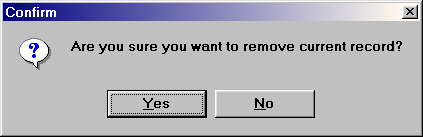 Confirm
Are you sure you want to remove current record?
Yes
No